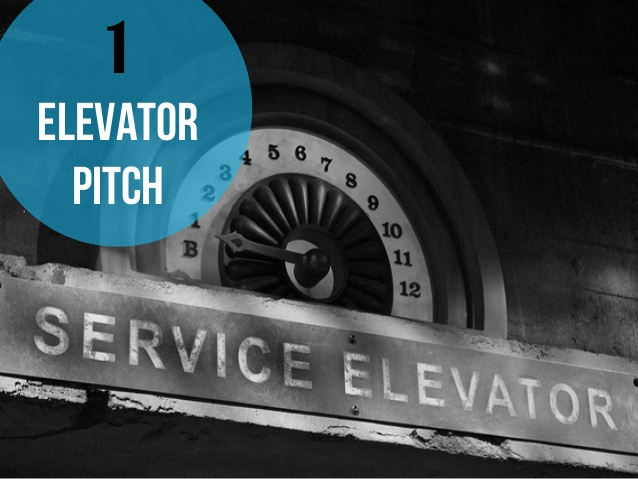 1
ELEVATOR
PITCH
B 1 2 3 4 5 6 7 8 9 10 11 12
SERVICE ELEVATOR